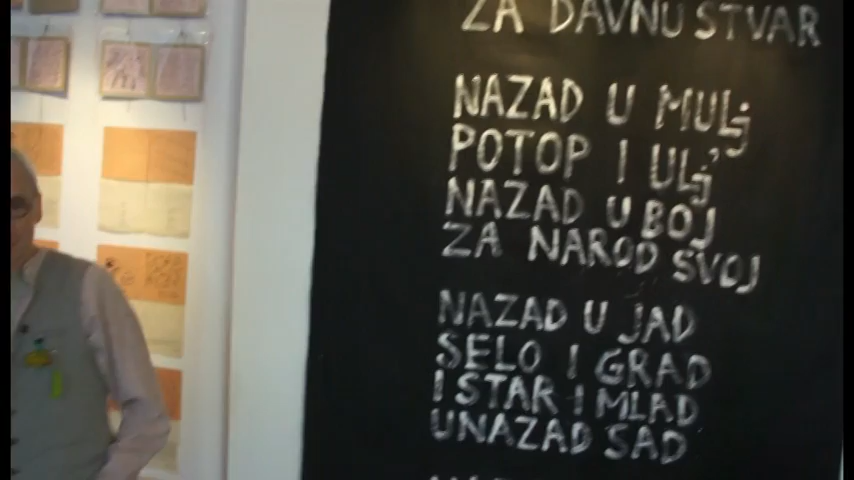 ZA DAVNU STVAR
NAZAD U MULj
POTOP I ULj'
NAZAD U BOJ
ZA NAROD SVOJ
NAZAD U JAD
SELO I GRAD
I STAR I MLAD
UNAZAD SAD